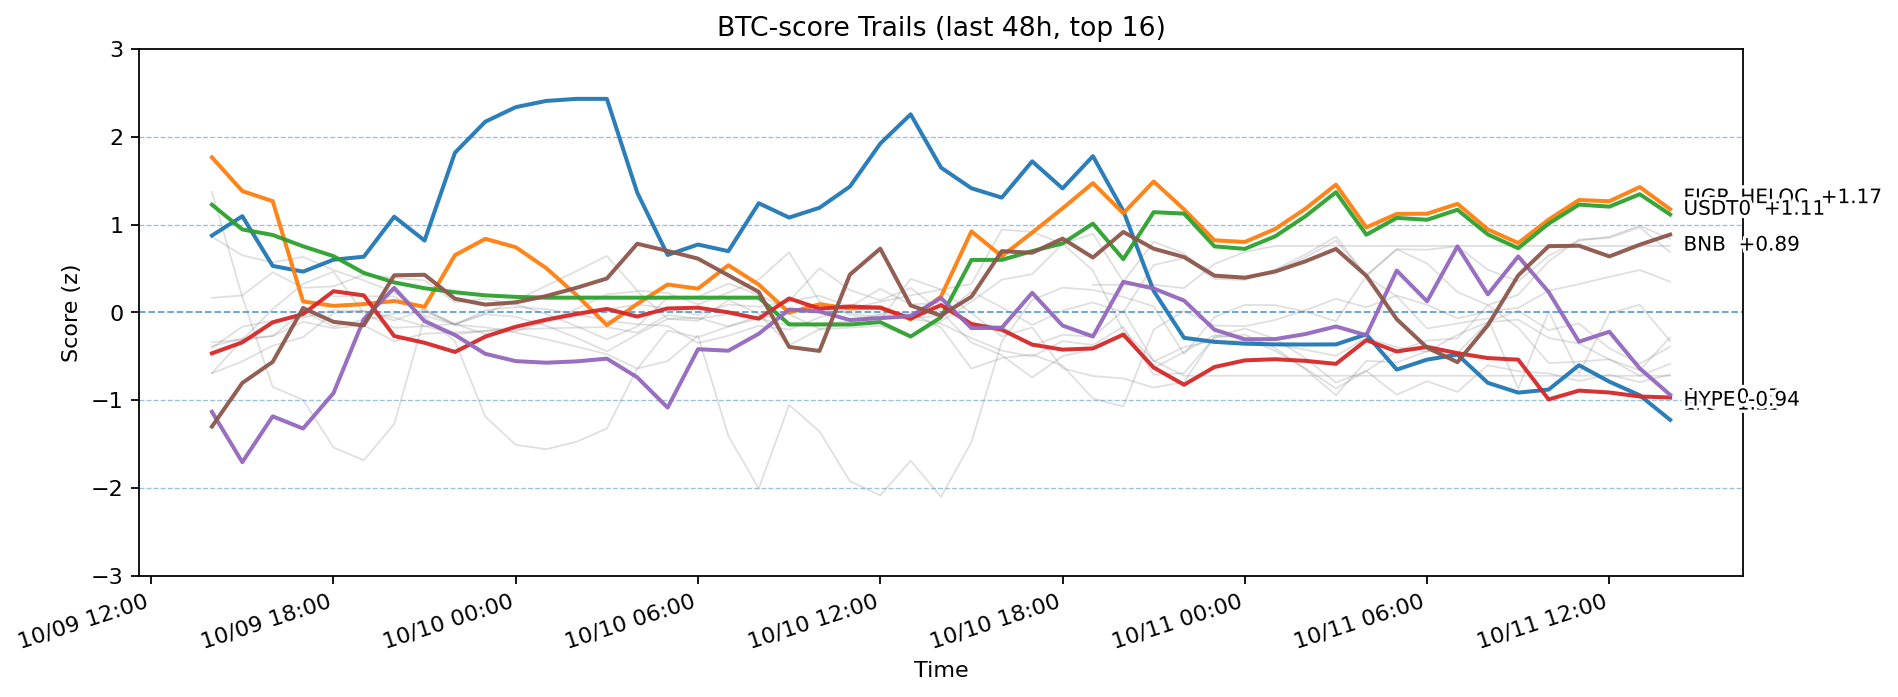 BTC-score Trails (last 48h, top 16)
Score (z)
3
2
1
0
−1
−2
−3
FIGR_HELOC +1.17
USDT0 +1.11
BNB +0.89
HYPE -0.94
10/09 12:00
10/09 18:00
10/10 00:00
10/10 06:00
10/10 12:00
10/10 18:00
10/11 00:00
10/11 06:00
10/11 12:00
Time